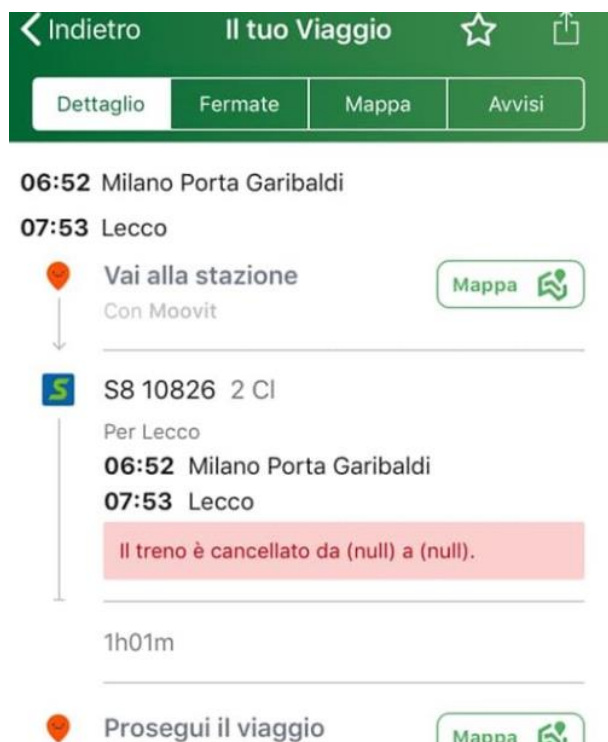 Indietro Il tuo Viaggio
Dettaglio Fermate Mappa Avvisi
06:52 Milano Porta Garibaldi
07:53 Lecco
Vai alla stazione
Mappa
Con Moovit
S S8 10826 2 Cl
Per Lecco
06:52 Milano Porta Garibaldi
07:53 Lecco
Il treno è cancellato da (null) a (null).
1h01m
Prosegui il viaggio
Mappa